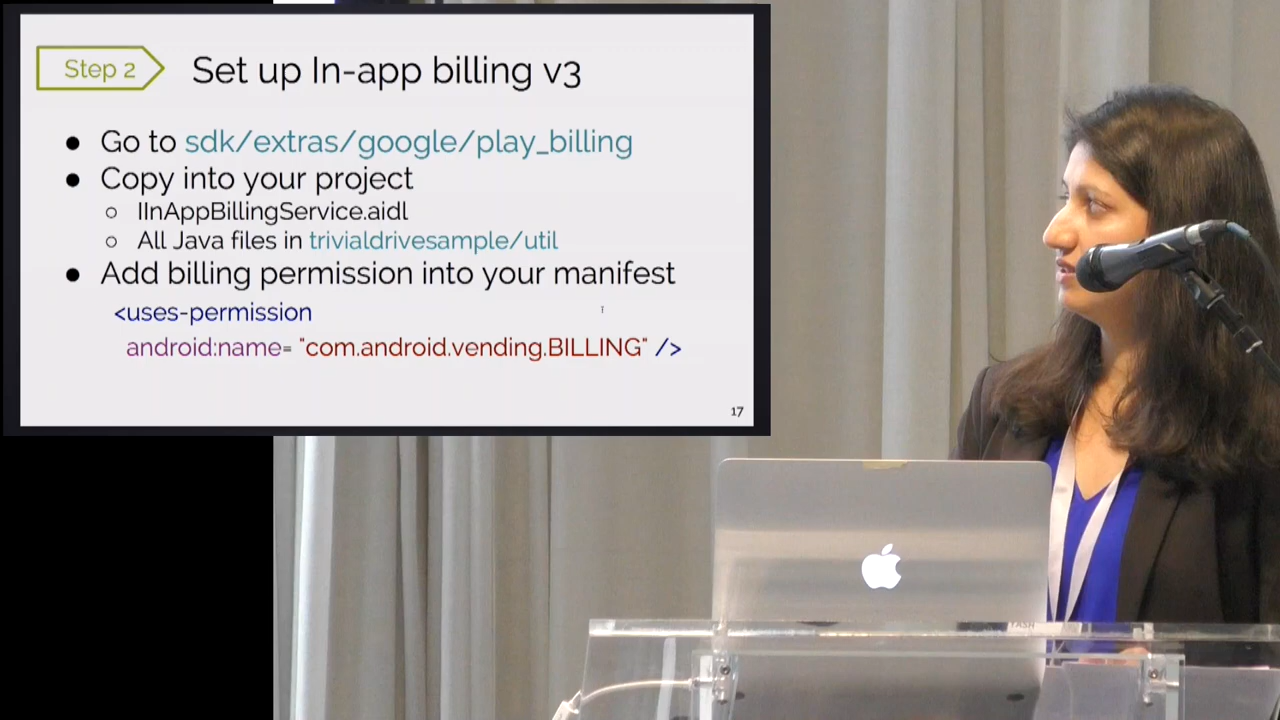 Step 2
Set up In-app billing v3
● Go to sdk/extras/google/play_billing
● Copy into your project
○ IInAppBillingService.aidl
○ All Java files in trivialdrivesample/util
● Add billing permission into your manifest
<uses-permission
android:name= "com.android.vending.BILLING" />
17